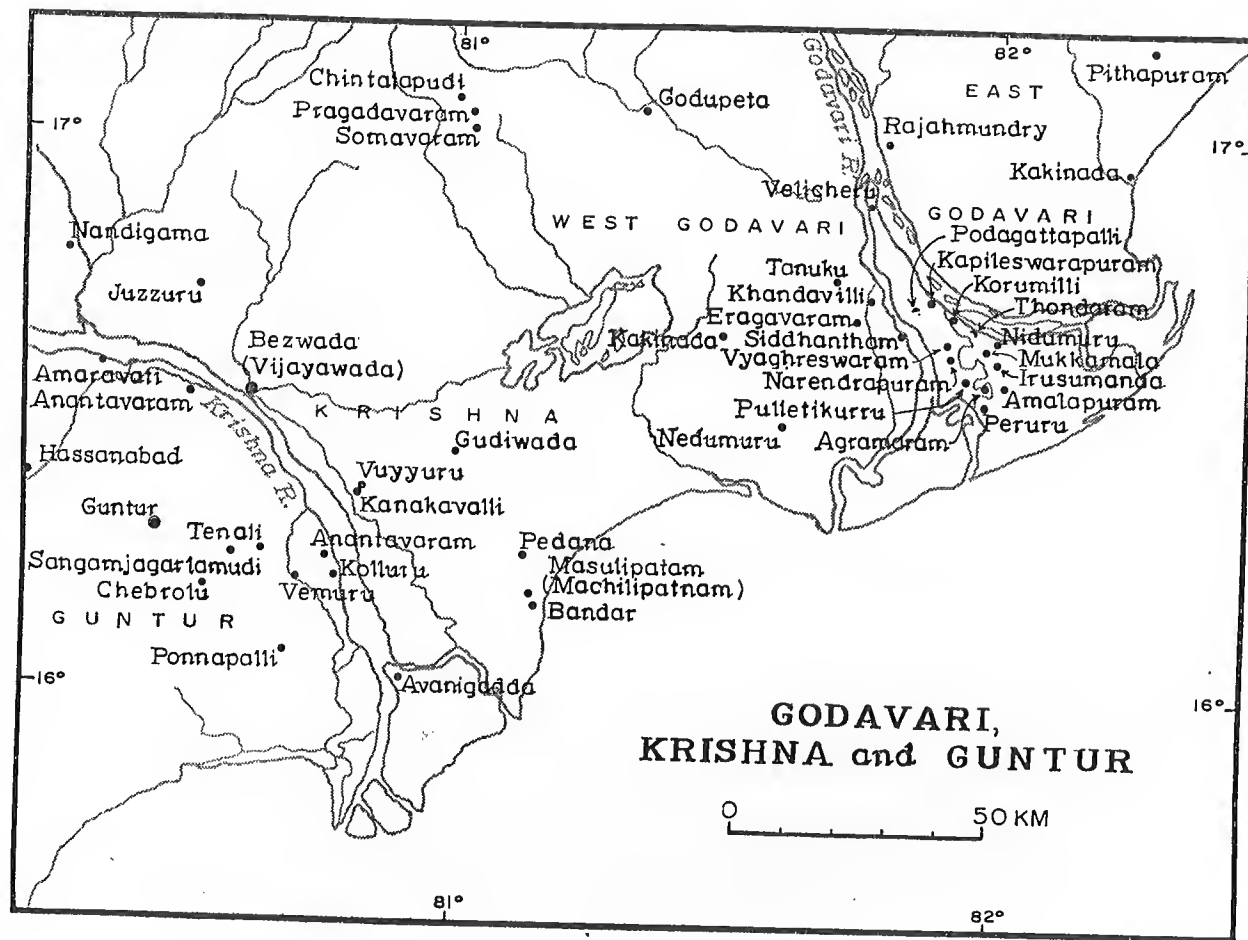 81°
82°
Chintalapudi
Pragadavaram
Somavaram
Godupeta
Godavari R.
Pithapuram
EAST
17°
Rajahmundry
17°
Kakinada
Velicheru
GODAVARI
WEST GODAVARI
Podagattapalli
Nandigama
Kapileswarapuram
Tanuku
Korumilli
Juzzuru
Khandavilli
Thondaram
Eragavaram
Bezwada
(Vijayawada)
Kakinada
Siddhantham
Nidumuru
Vyaghreswaram
Mukkamala
Amaravati
Narendrapuram
Irusumanda
Anantavaram
Krishna R.
KRISHNA
Pulletikurru
Amalapuram
Gudiwada
Nedumuru
Agramaram
Peruru
Hassanabad
Vuyyuru
Kanakavalli
Guntur
Tenali
Anantavaram
Pedana
Sangamjagarlamudi
Kolluru
Masulipatam
(Machilipatnam)
Chebrolu
Vemuru
Bandar
GUNTUR
Ponnapalli
16°
Avanigadda
16°
GODAVARI,
KRISHNA and GUNTUR
0 50 KM
81°
82°